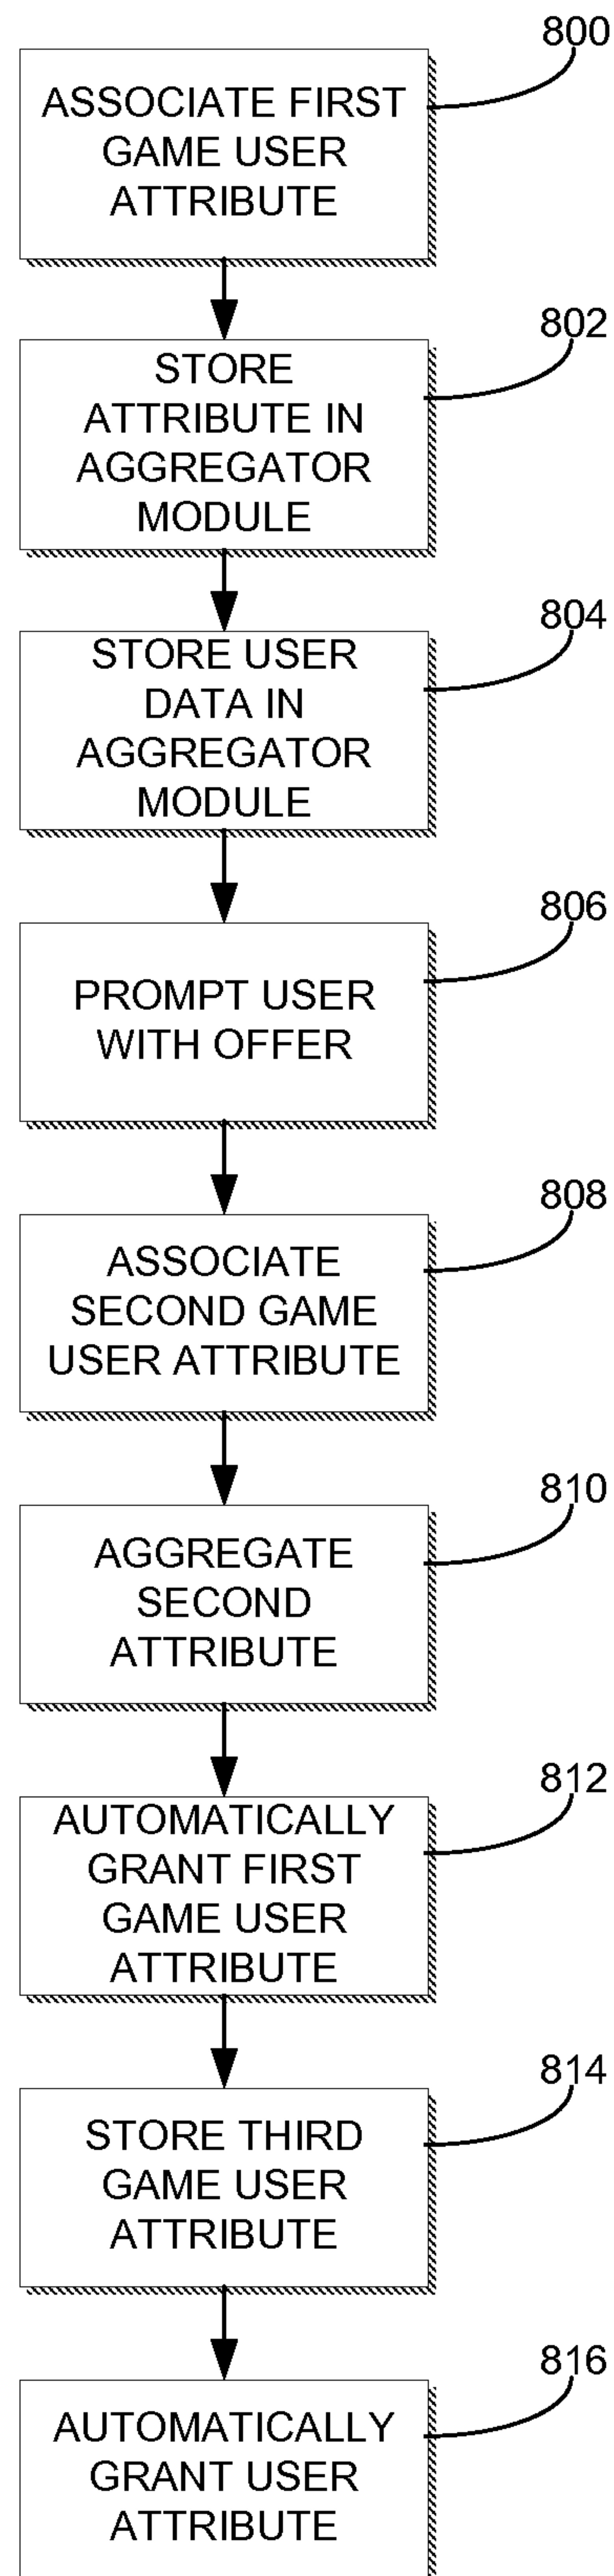 800
ASSOCIATE FIRST
GAME USER
ATTRIBUTE
802
STORE
ATTRIBUTE IN
AGGREGATOR
MODULE
804
STORE USER
DATA IN
AGGREGATOR
MODULE
806
PROMPT USER
WITH OFFER
808
ASSOCIATE
SECOND GAME
USER ATTRIBUTE
810
AGGREGATE
SECOND
ATTRIBUTE
812
AUTOMATICALLY
GRANT FIRST
GAME USER
ATTRIBUTE
814
STORE THIRD
GAME USER
ATTRIBUTE
816
AUTOMATICALLY
GRANT USER
ATTRIBUTE